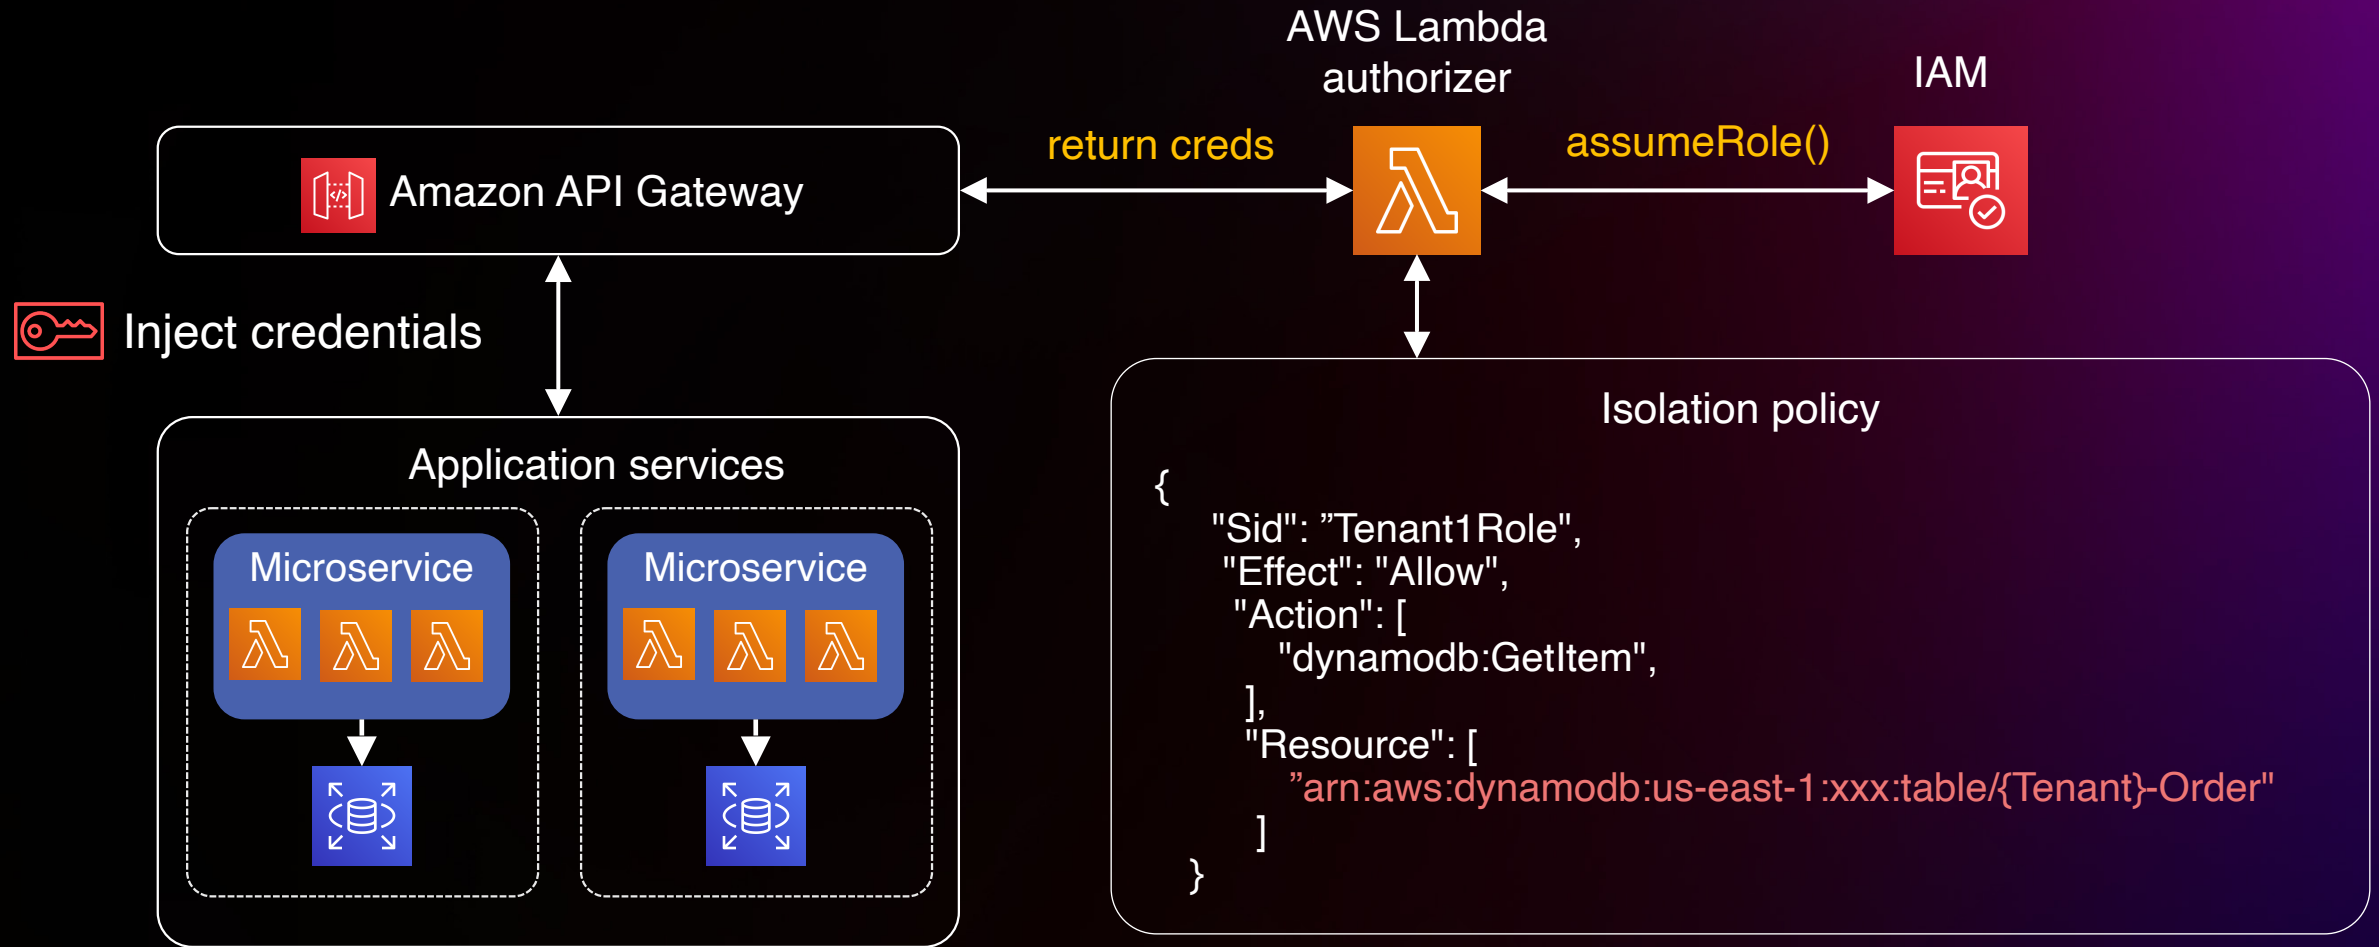 AWS Lambda
authorizer
IAM
return creds
assumeRole()
</> Amazon API Gateway
Inject credentials
Application services
Microservice
Microservice
Isolation policy
{
"Sid": ”Tenant1Role",
"Effect": "Allow",
"Action": [
"dynamodb:GetItem",
],
"Resource": [
”arn:aws:dynamodb:us-east-1:xxx:table/{Tenant}-Order"
]
}